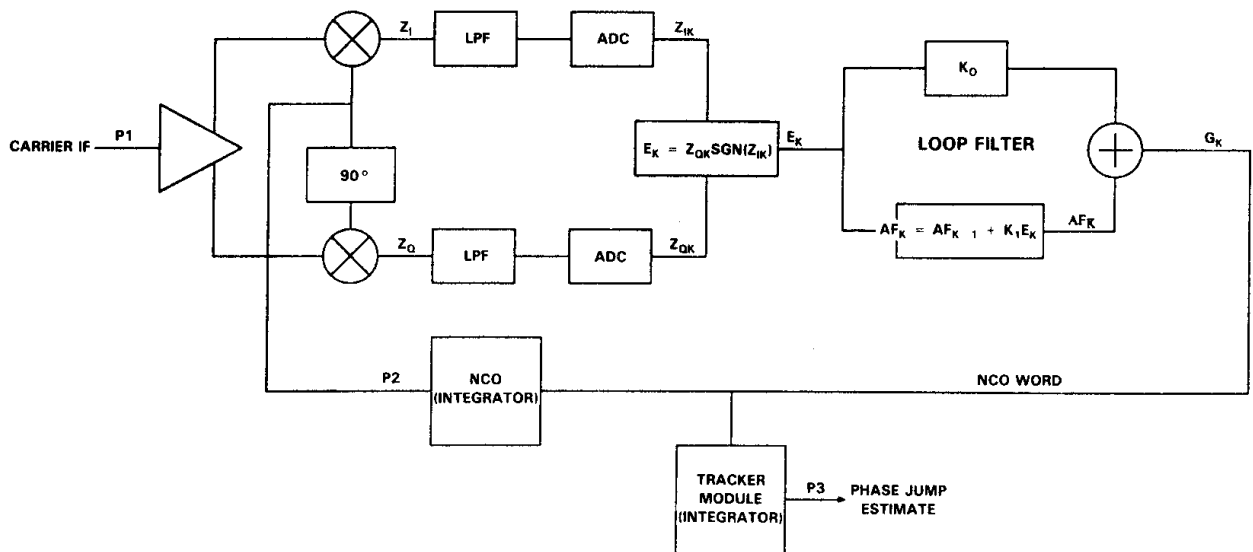 CARRIER IF
P1
Z_I
LPF
ADC
Z_IK
90°
Z_Q
LPF
ADC
Z_QK
E_K = Z_QK SGN(Z_IK)
E_K
K_O
LOOP FILTER
AF_K = AF_K 1 + K_1E_K
AF_K
G_K
P2
NCO
(INTEGRATOR)
NCO WORD
TRACKER
MODULE
(INTEGRATOR)
P3
PHASE JUMP
ESTIMATE